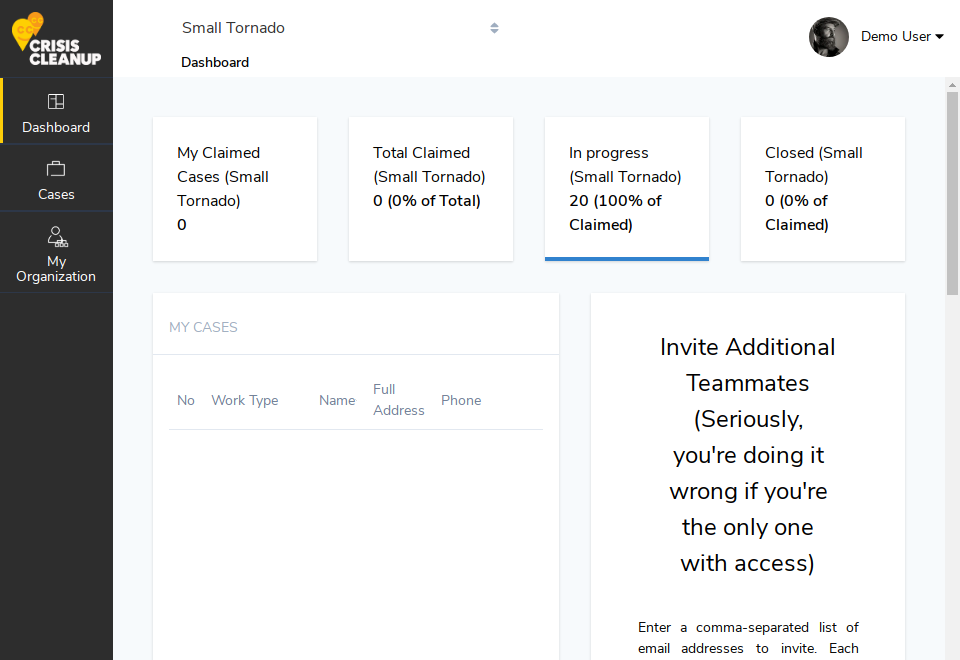 CRISIS
CLEANUP
Small Tornado
Dashboard
Demo User
Dashboard
Cases
My
Organization
My Claimed
Cases (Small
Tornado)
0
Total Claimed
(Small Tornado)
0 (0% of Total)
In progress
(Small Tornado)
20 (100% of
Claimed)
Closed (Small
Tornado)
0 (0% of
Claimed)
MY CASES
No
Work Type
Name
Full
Address
Phone
Invite Additional
Teammates
(Seriously,
you're doing it
wrong if you're
the only one
with access)
Enter a comma-separated list of
email addresses to invite. Each